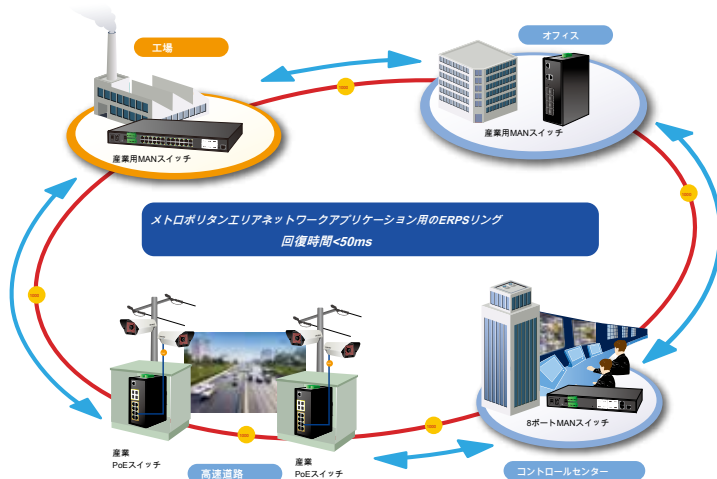 工場
オフィス
産業用MANスイッチ
産業用MANスイッチ
メトロポリタンエリアネットワークアプリケーション用のERPSリング
回復時間<50ms
8ポートMANスイッチ
産業
PoEスイッチ
高速道路
産業
PoEスイッチ
コントロールセンター